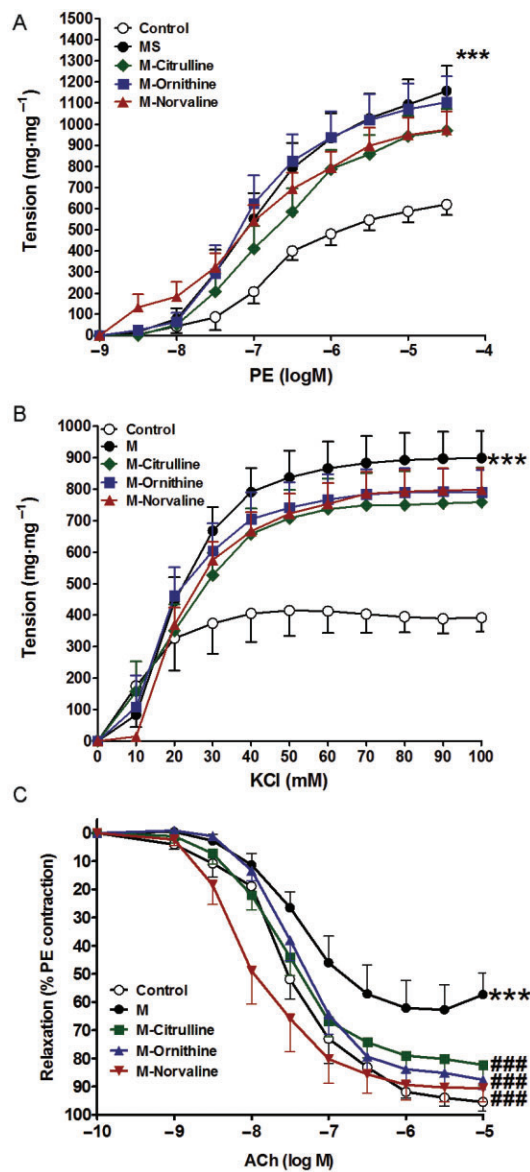 A
Control
MS
M-Citrulline
M-Ornithine
M-Norvaline
***
Tension (mg·mg⁻¹)
1500
1400
1300
1200
1100
1000
900
800
700
600
500
400
300
200
100
0
−9 −8 −7 −6 −5 −4
PE (logM)
B
Control
M
M-Citrulline
M-Ornithine
M-Norvaline
***
Tension (mg·mg⁻¹)
1000
900
800
700
600
500
400
300
200
100
0
0 10 20 30 40 50 60 70 80 90 100
KCl (mM)
C
Relaxation (% PE contraction)
0
10
20
30
40
50
60
70
80
90
100
Control
M
M-Citrulline
M-Ornithine
M-Norvaline
***
###
###
###
−10 −9 −8 −7 −6 −5
ACh (log M)